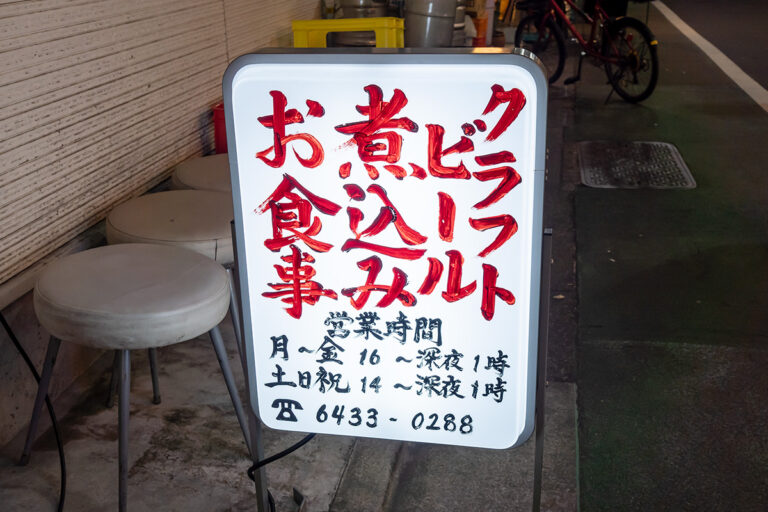 クラフト
ビール
煮込み
お食事
営業時間
月~金 16 ~深夜1時
土日祝 14 ~深夜1時
☎ 6433-0288